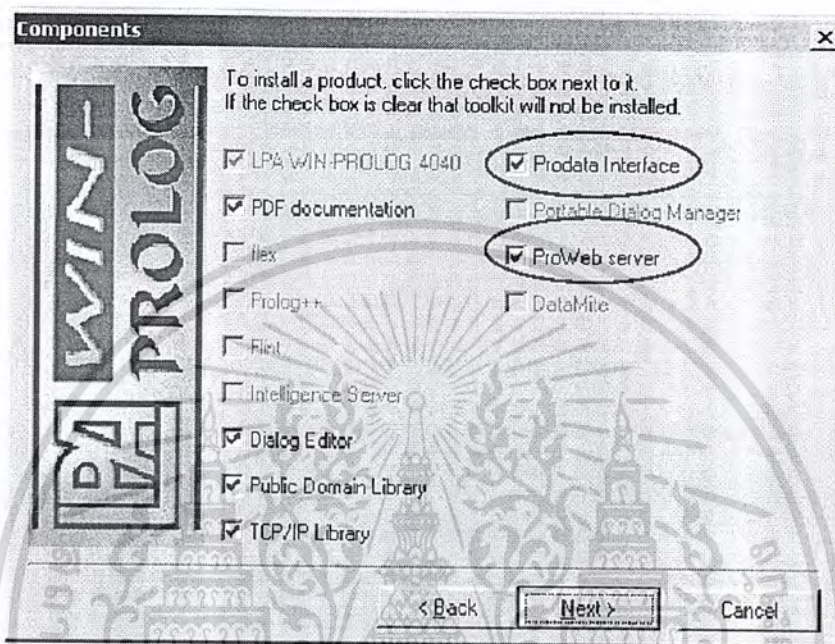 Components
To install a product, click the check box next to it.
If the check box is clear that toolkit will not be installed.
LPA WIN-PROLOG 4040
PDF documentation
flex
Prolog++
Flint
Intelligence Server
Dialog Editor
Public Domain Library
TCP/IP Library
Prodata Interface
Portable Dialog Manager
ProWeb server
DataMite
WIN-
PROLOG
LPA
< Back
Next >
Cancel